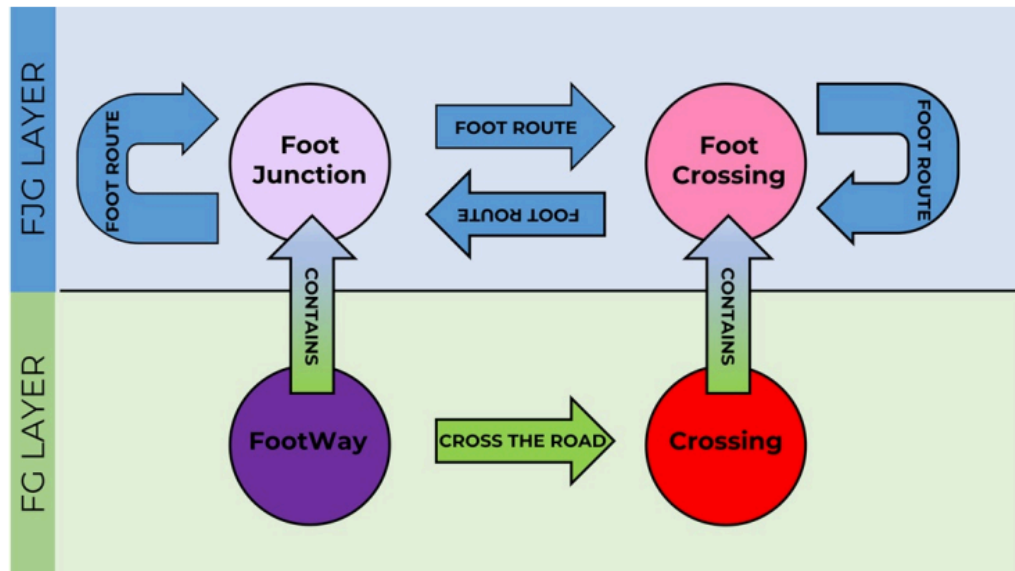 FJG LAYER
FOOT ROUTE
Foot
Junction
FOOT ROUTE
FOOT ROUTE
Foot
Crossing
FOOT ROUTE
CONTAINS
CONTAINS
FG LAYER
FootWay
CROSS THE ROAD
Crossing